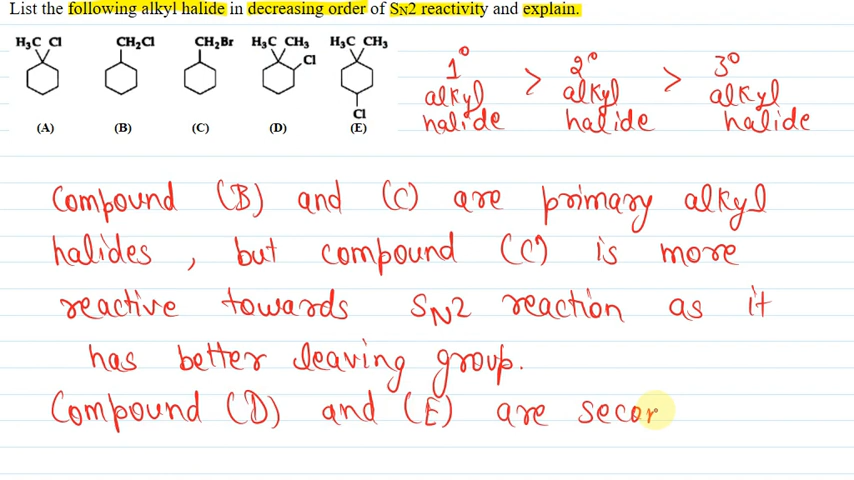 List the following alkyl halide in decreasing order of SN2 reactivity and explain.
H3C Cl CH2Cl CH2Br H3C CH3 H3C CH3
Cl
Cl
(A) (B) (C) (D) (E)
1° 2° 3°
alkyl > alkyl > alkyl
halide halide halide
Compound (B) and (C) are primary alkyl
halides, but compound (C) is more
reactive towards SN2 reaction as it
has better leaving group.
Compound (D) and (E) are secor